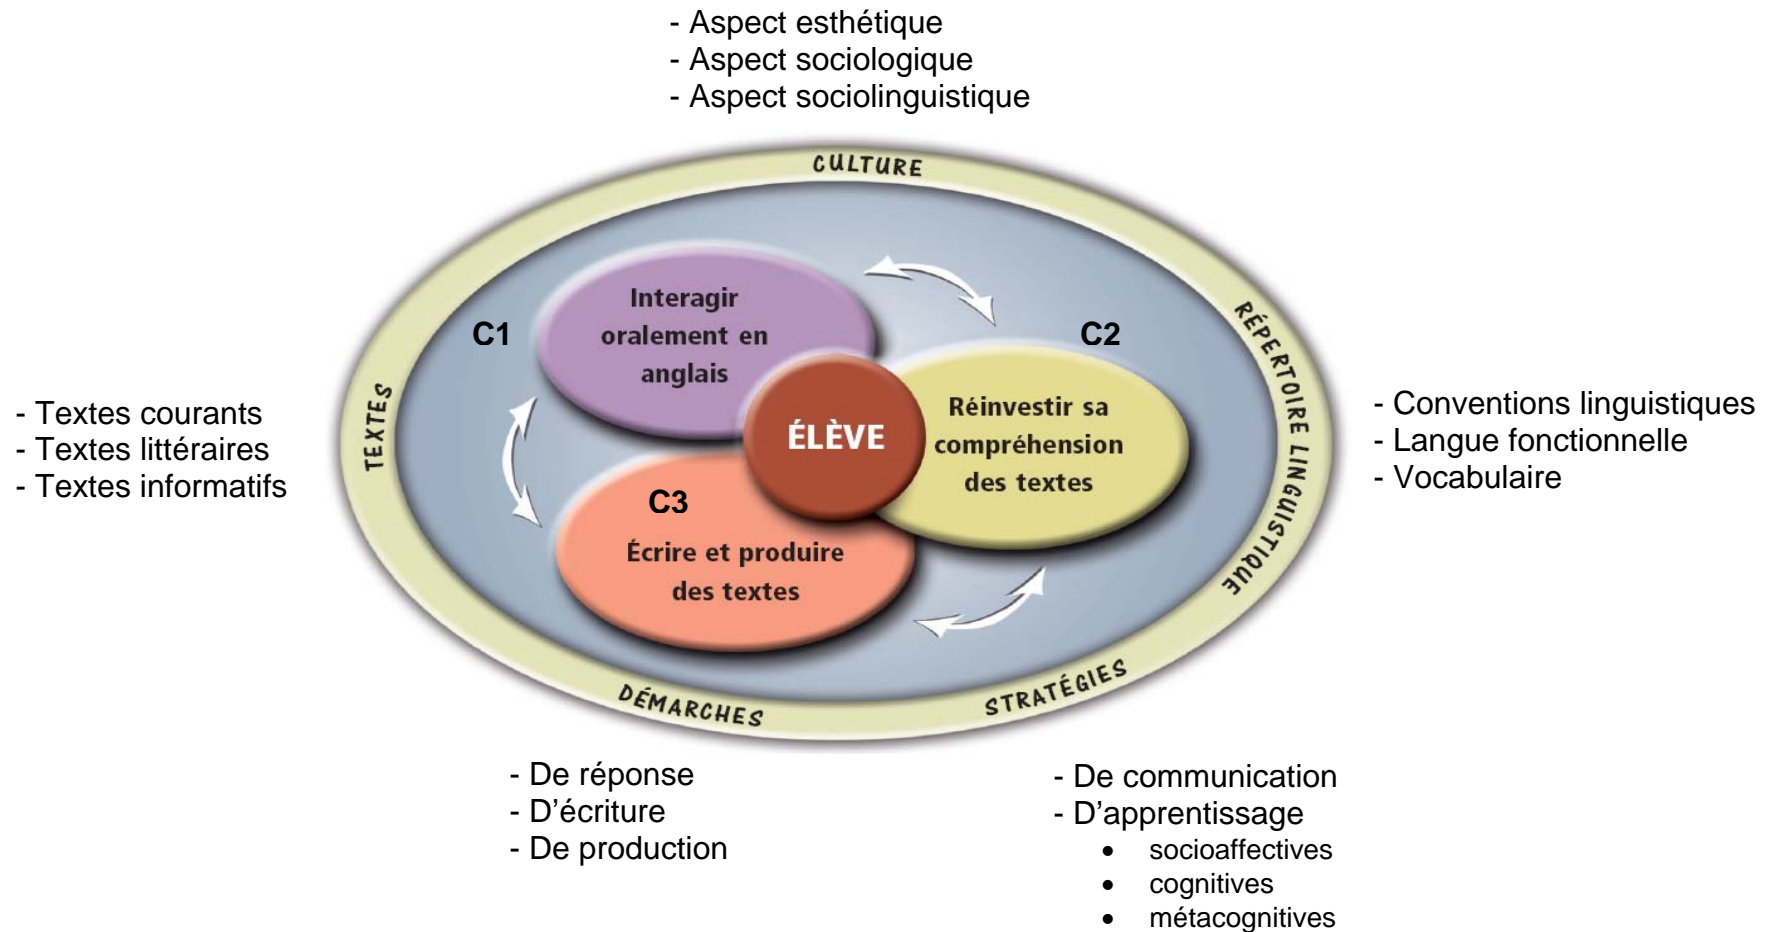 - Aspect esthétique
- Aspect sociologique
- Aspect sociolinguistique
CULTURE
C1
Interagir
oralement en
anglais
C2
Réinvestir sa
compréhension
des textes
ÉLÈVE
C3
Écrire et produire
des textes
TEXTES
- Textes courants
- Textes littéraires
- Textes informatifs
RÉPERTOIRE LINGUISTIQUE
- Conventions linguistiques
- Langue fonctionnelle
- Vocabulaire
DÉMARCHES
- De réponse
- D’écriture
- De production
STRATÉGIES
- De communication
- D’apprentissage
• socioaffectives
• cognitives
• métacognitives